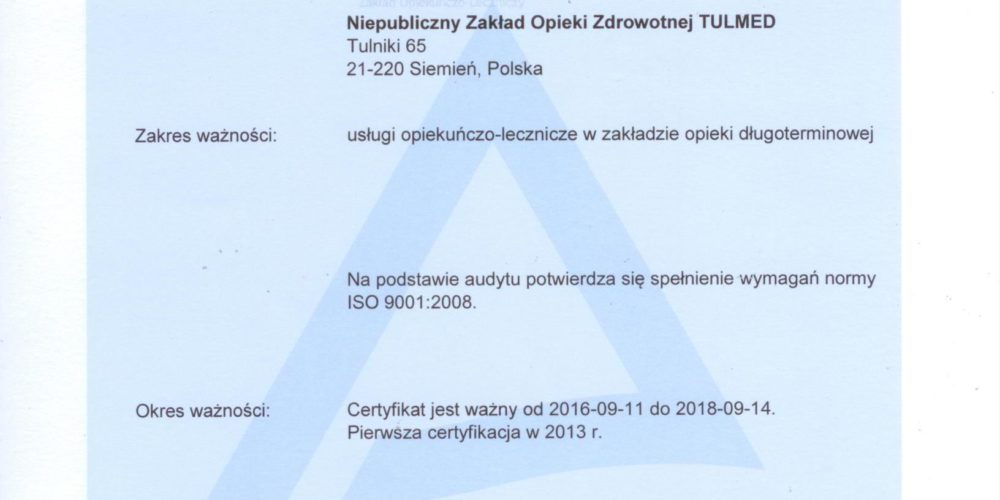 Zakład Opiekuńczo-Leczniczy
Niepubliczny Zakład Opieki Zdrowotnej TULMED
Tulniki 65
21-220 Siemień, Polska
Zakres ważności: usługi opiekuńczo-lecznicze w zakładzie opieki długoterminowej
Na podstawie audytu potwierdza się spełnienie wymagań normy
ISO 9001:2008.
Okres ważności: Certyfikat jest ważny od 2016-09-11 do 2018-09-14.
Pierwsza certyfikacja w 2013 r.